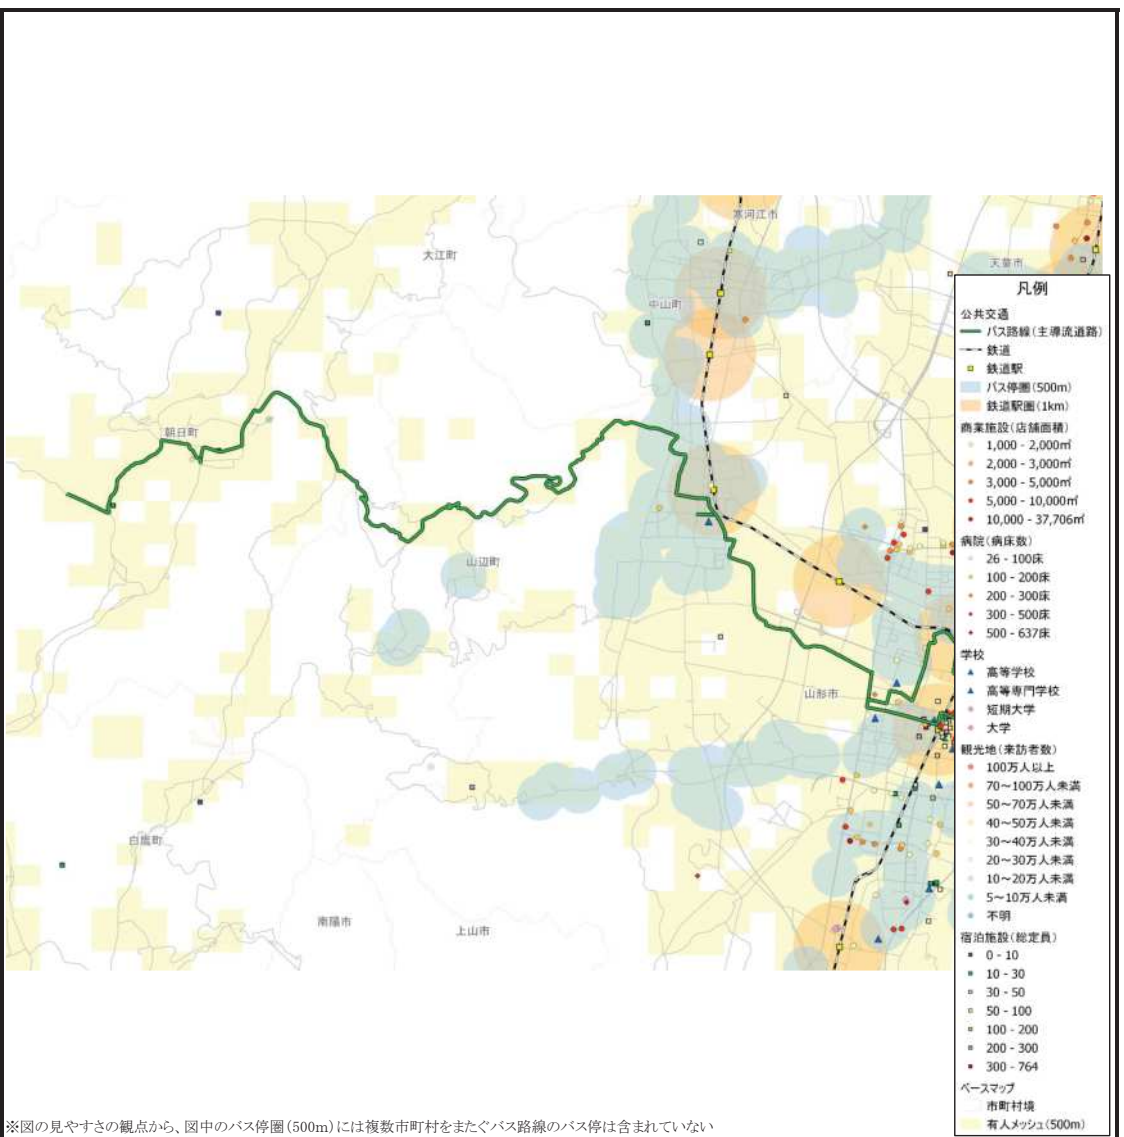 寒河江市
大江町
天童市
中山町
朝日町
山辺町
山形市
白鷹町
南陽市
上山市
凡例
公共交通
バス路線(主導流道路)
鉄道
鉄道駅
バス停圏(500m)
鉄道駅圏(1km)
商業施設(店舗面積)
1,000 - 2,000㎡
2,000 - 3,000㎡
3,000 - 5,000㎡
5,000 - 10,000㎡
10,000 - 37,706㎡
病院(病床数)
26 - 100床
100 - 200床
200 - 300床
300 - 500床
500 - 637床
学校
高等学校
高等専門学校
短期大学
大学
観光地(来訪者数)
100万人以上
70～100万人未満
50～70万人未満
40～50万人未満
30～40万人未満
20～30万人未満
10～20万人未満
5～10万人未満
不明
宿泊施設(総定員)
0 - 10
10 - 30
30 - 50
50 - 100
100 - 200
200 - 300
300 - 764
ベースマップ
市町村境
有人メッシュ(500m)
※図の見やすさの観点から、図中のバス停圏(500m)には複数市町村をまたぐバス路線のバス停は含まれていない